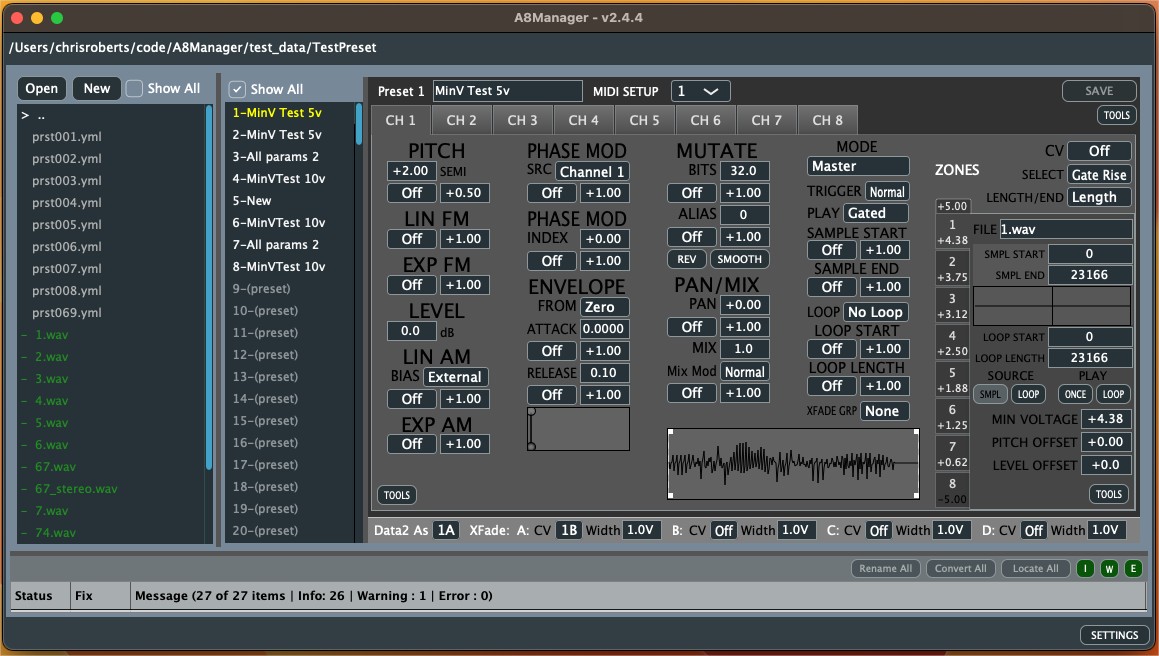 A8Manager - v2.4.4
/Users/chrisroberts/code/A8Manager/test_data/TestPreset
Open New Show All
> ..
prst001.yml
prst002.yml
prst003.yml
prst004.yml
prst005.yml
prst006.yml
prst007.yml
prst008.yml
prst069.yml
- 1.wav
- 2.wav
- 3.wav
- 4.wav
- 5.wav
- 6.wav
- 67.wav
- 67_stereo.wav
- 7.wav
- 74.wav
Show All
1-MinV Test 5v
2-MinV Test 5v
3-All params 2
4-MinVTest 10v
5-New
6-MinVTest 10v
7-All params 2
8-MinVTest 10v
9-(preset)
10-(preset)
11-(preset)
12-(preset)
13-(preset)
14-(preset)
15-(preset)
16-(preset)
17-(preset)
18-(preset)
19-(preset)
20-(preset)
Preset 1 MinV Test 5v MIDI SETUP 1 SAVE
TOOLS
CH 1 CH 2 CH 3 CH 4 CH 5 CH 6 CH 7 CH 8
PITCH
+2.00 SEMI
Off +0.50
LIN FM
Off +1.00
EXP FM
Off +1.00
LEVEL
0.0 dB
LIN AM
BIAS External
Off +1.00
EXP AM
Off +1.00
TOOLS
PHASE MOD
SRC Channel 1
Off +1.00
PHASE MOD
INDEX +0.00
Off +1.00
ENVELOPE
FROM Zero
ATTACK 0.0000
Off +1.00
RELEASE 0.10
Off +1.00
MUTATE
BITS 32.0
Off +1.00
ALIAS 0
Off +1.00
REV SMOOTH
PAN/MIX
PAN +0.00
Off +1.00
MIX 1.0
Mix Mod Normal
Off +1.00
MODE
Master
TRIGGER Normal
PLAY Gated
SAMPLE START
Off +1.00
SAMPLE END
Off +1.00
LOOP No Loop
LOOP START
Off +1.00
LOOP LENGTH
Off +1.00
XFADE GRP None
ZONES
CV Off
SELECT Gate Rise
LENGTH/END Length
+5.00
1
+4.38
2
+3.75
3
+3.12
4
+2.50
5
+1.88
6
+1.25
7
+0.62
8
-5.00
FILE 1.wav
SMPL START 0
SMPL END 23166
LOOP START 0
LOOP LENGTH 23166
SOURCE PLAY
SMPL LOOP ONCE LOOP
MIN VOLTAGE +4.38
PITCH OFFSET +0.00
LEVEL OFFSET +0.0
TOOLS
Data2 As 1A XFade: A: CV 1B Width 1.0V B: CV Off Width 1.0V C: CV Off Width 1.0V D: CV Off Width 1.0V
Rename All Convert All Locate All I W E
Status Fix Message (27 of 27 items | Info: 26 | Warning : 1 | Error : 0)
SETTINGS